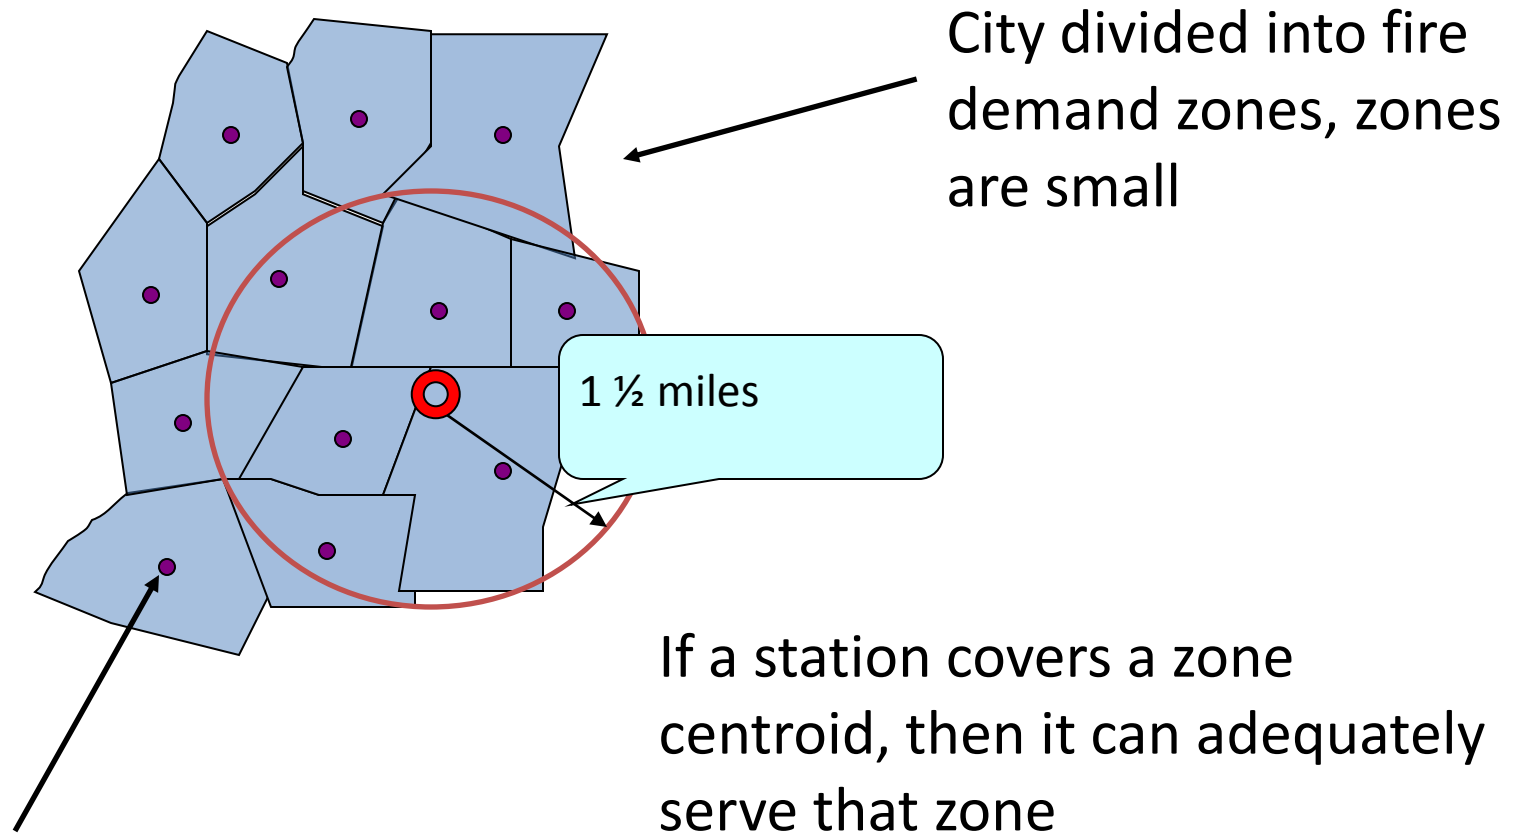 City divided into fire
demand zones, zones
are small
1 ½ miles
If a station covers a zone
centroid, then it can adequately
serve that zone